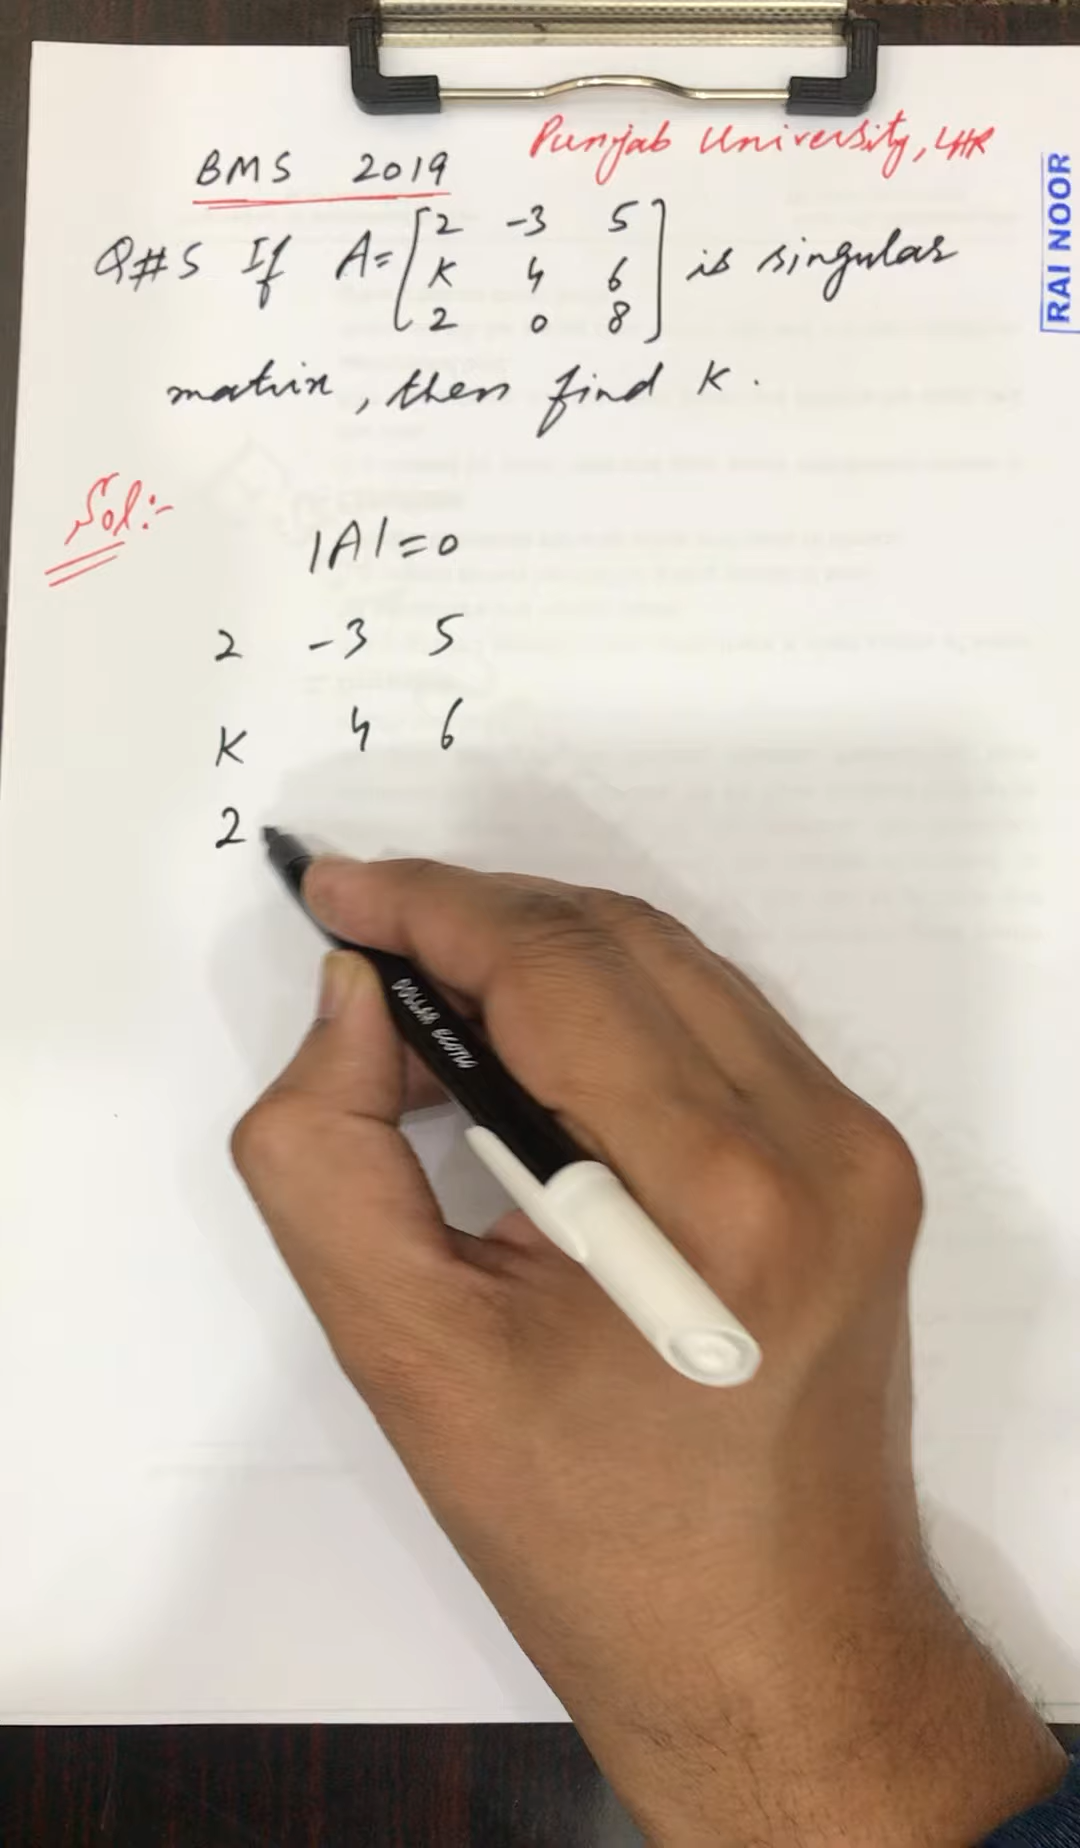 BMS 2019 Punjab University, LHR
RAI NOOR
Q#5 If A= [2 -3 5
K 4 6
2 0 8] is singular
matrix, then find K.
Sol:-
|A|=0
2 -3 5
K 4 6
2
DOLLAR